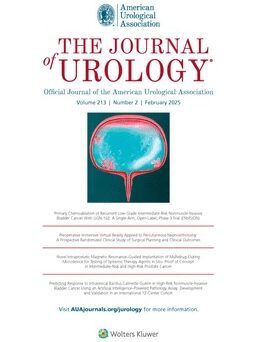 American
Urological
Association
THE JOURNAL
of UROLOGY®
Official Journal of the American Urological Association
Volume 213 | Number 2 | February 2025
Primary Chemoablation of Recurrent Low-Grade Intermediate-Risk Nonmuscle-Invasive
Bladder Cancer With UGN-102: A Single-Arm, Open-Label, Phase 3 Trial (ENVISION)
Preoperative Immersive Virtual Reality Applied to Percutaneous Nephrolithotomy:
A Prospective Randomized Clinical Study of Surgical Planning and Clinical Outcomes
Novel Intraprostatic Magnetic Resonance-Guided Implantation of Multidrug-Eluting
Microdevice for Testing of Systemic Therapy Agents In Situ: Proof of Concept
in Intermediate-Risk and High-Risk Prostate Cancer
Predicting Response to Intravesical Bacillus Calmette-Guérin in High-Risk Nonmuscle-Invasive
Bladder Cancer Using an Artificial Intelligence-Powered Pathology Assay: Development
and Validation in an International 12-Center Cohort
Visit AUAJournals.org/urology for more information.
Wolters Kluwer